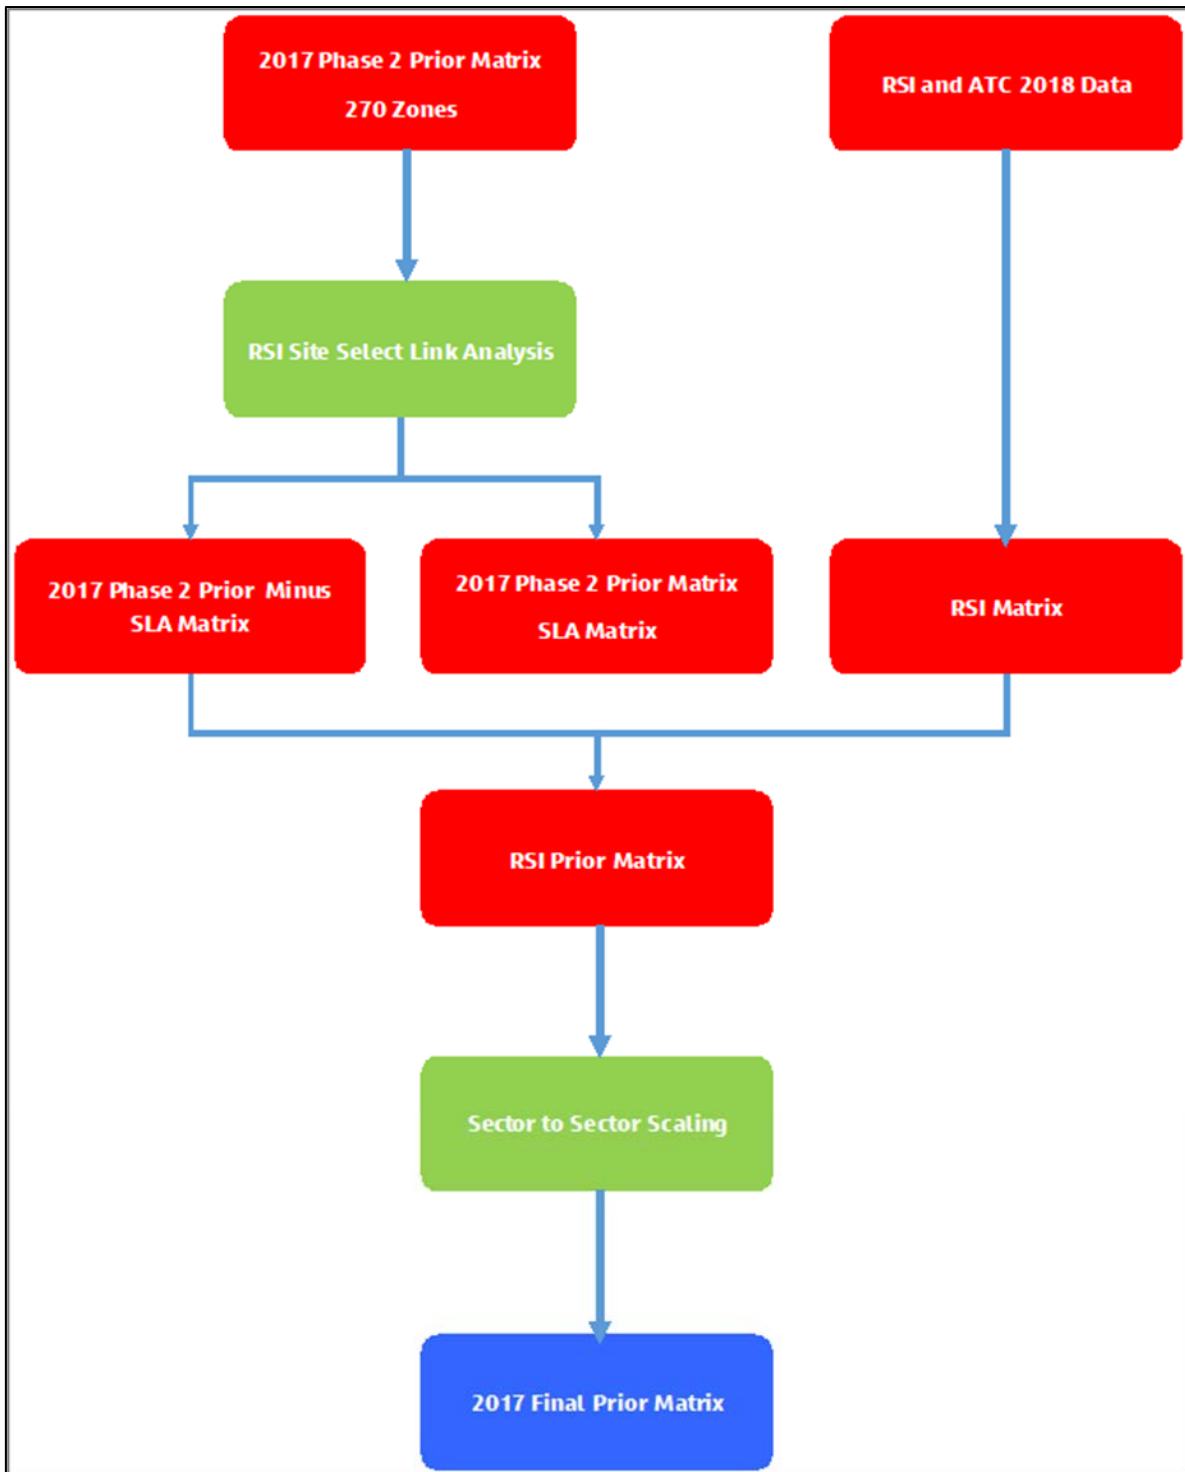 2017 Phase 2 Prior Matrix
270 Zones
RSI and ATC 2018 Data
RSI Site Select Link Analysis
2017 Phase 2 Prior Minus
SLA Matrix
2017 Phase 2 Prior Matrix
SLA Matrix
RSI Matrix
RSI Prior Matrix
Sector to Sector Scaling
2017 Final Prior Matrix